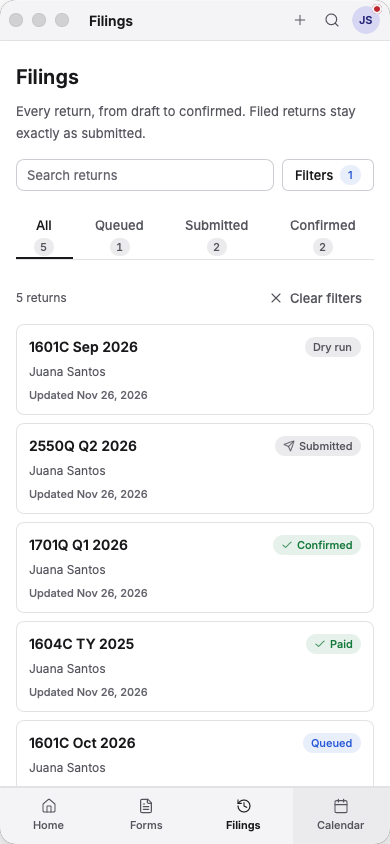 Filings
JS
Filings
Every return, from draft to confirmed. Filed returns stay
exactly as submitted.
Search returns
Filters 1
All Queued Submitted Confirmed
5 1 2 2
5 returns
Clear filters
1601C Sep 2026
Dry run
Juana Santos
Updated Nov 26, 2026
2550Q Q2 2026
Submitted
Juana Santos
Updated Nov 26, 2026
1701Q Q1 2026
Confirmed
Juana Santos
Updated Nov 26, 2026
1604C TY 2025
Paid
Juana Santos
Updated Nov 26, 2026
1601C Oct 2026
Queued
Juana Santos
Home Forms Filings Calendar